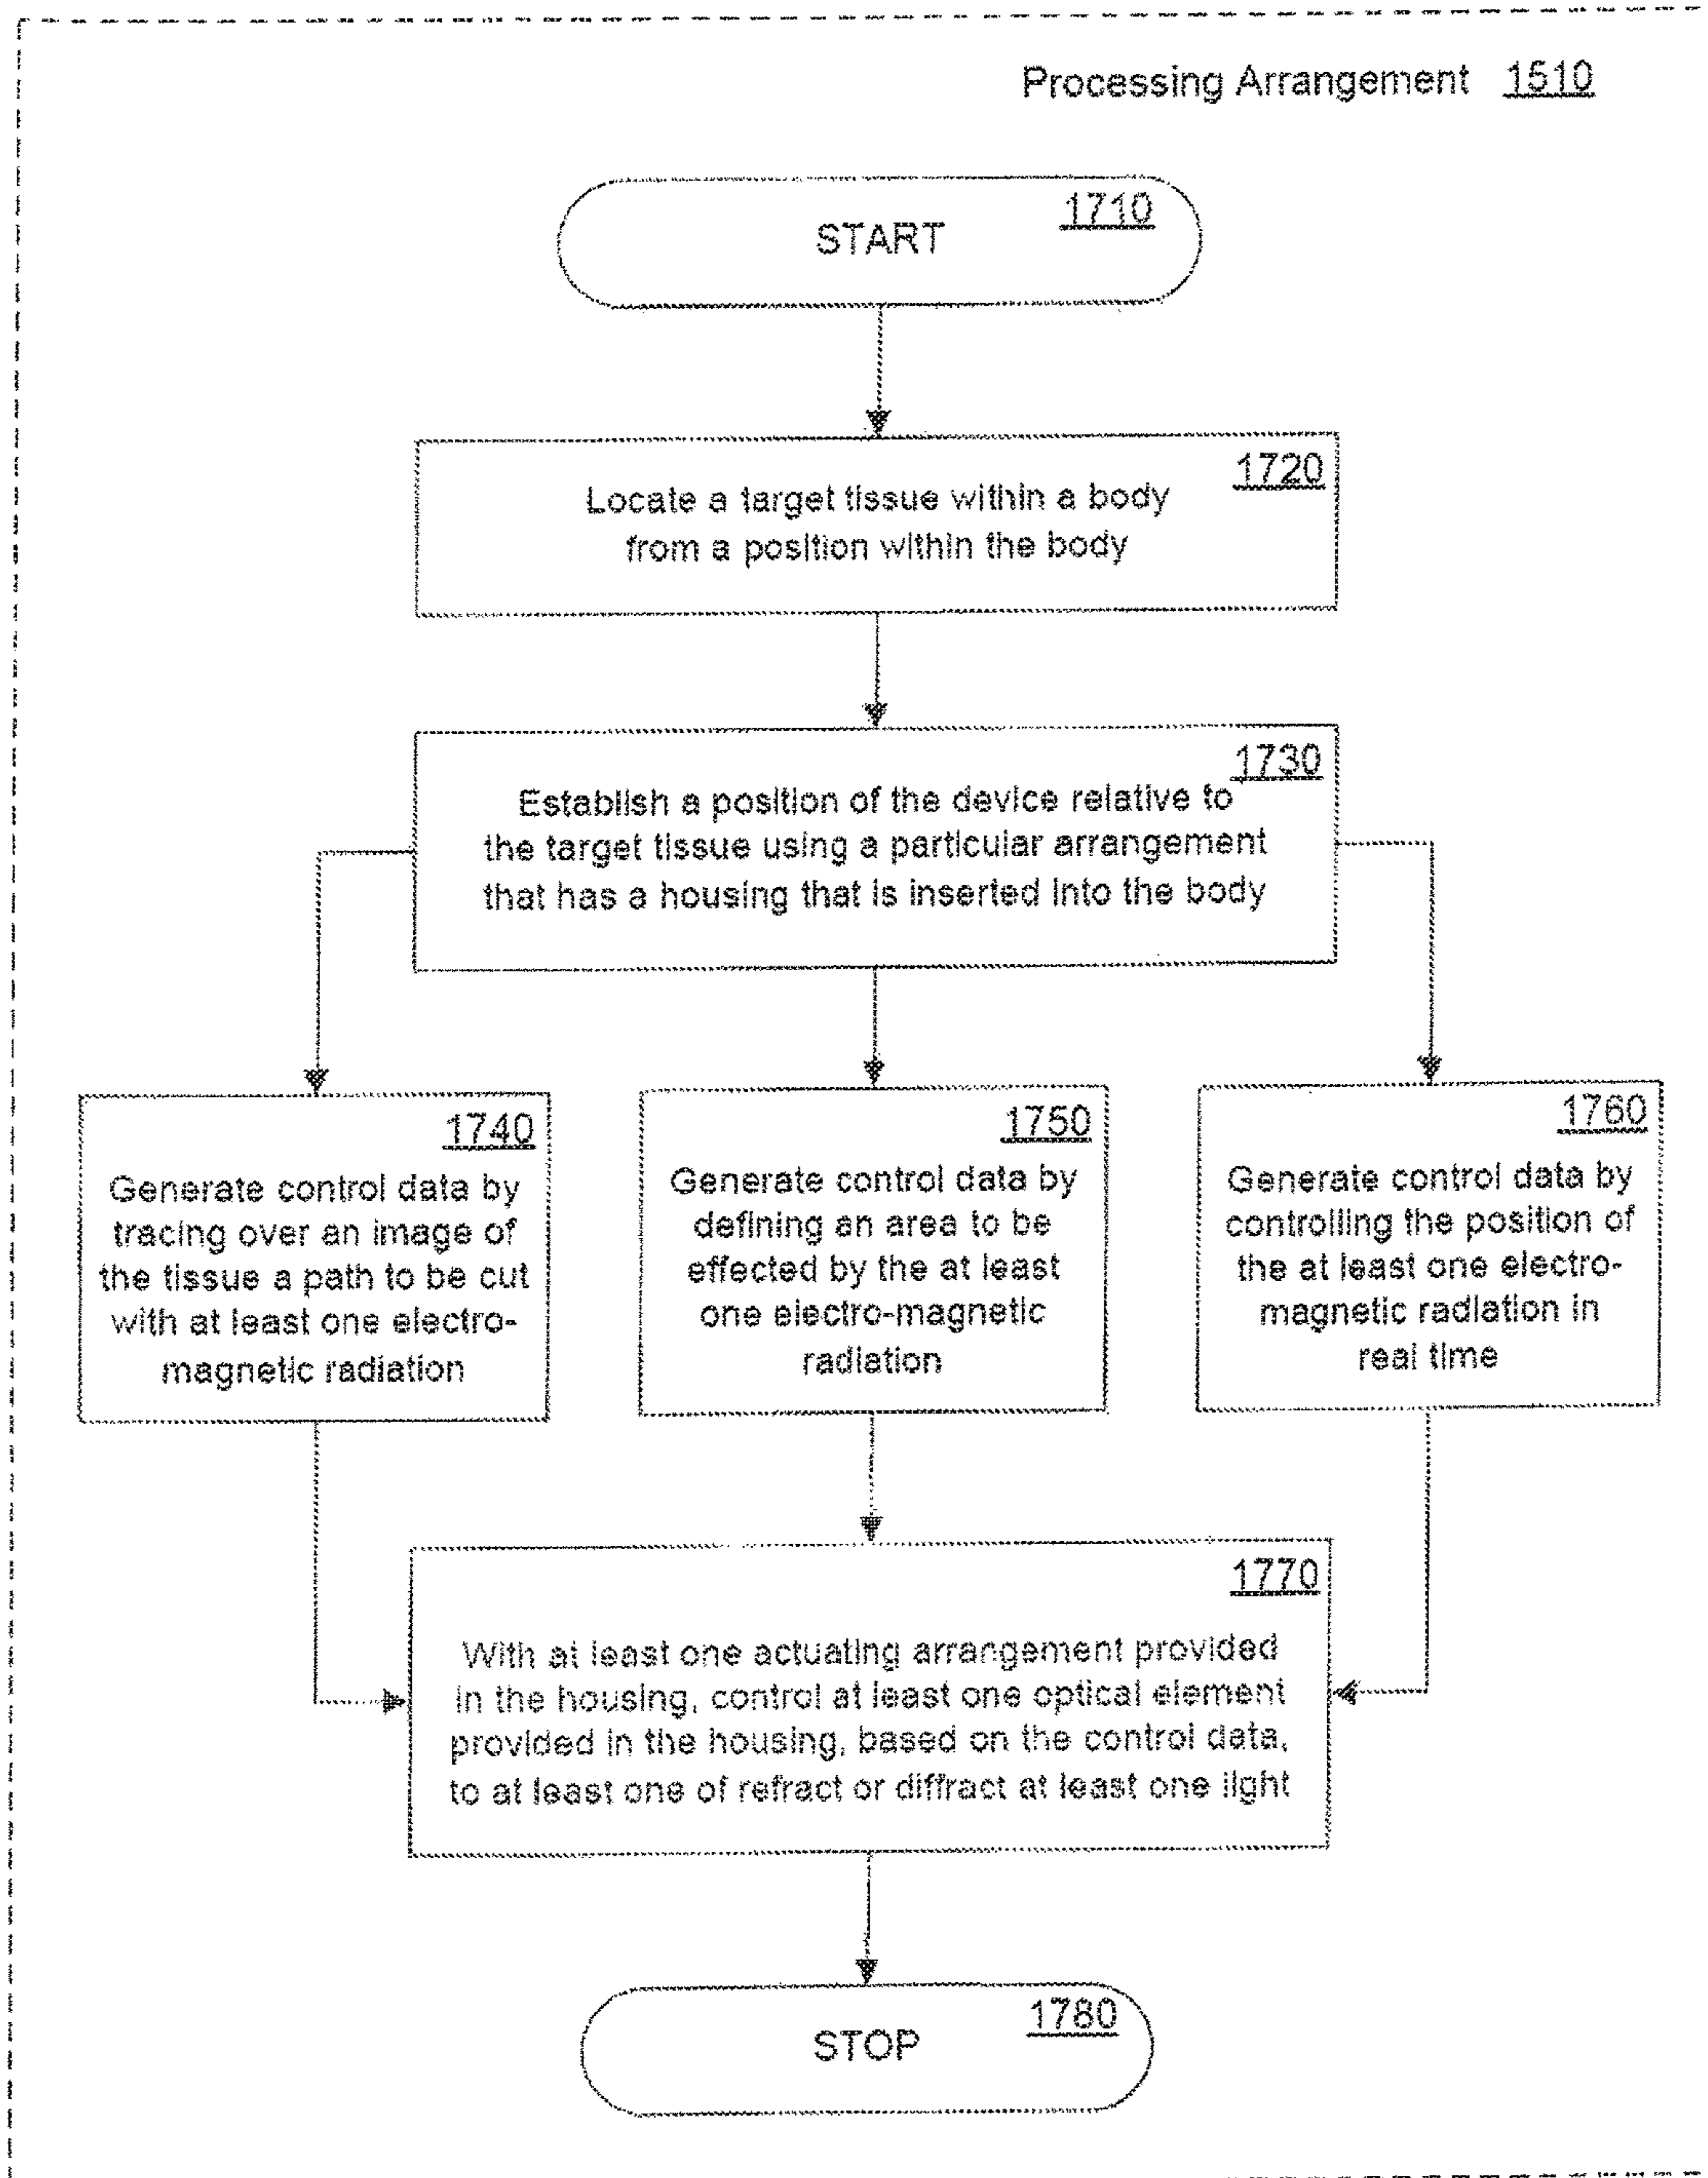 Processing Arrangement 1510
1710
START
1720
Locate a target tissue within a body
from a position within the body
1730
Establish a position of the device relative to
the target tissue using a particular arrangement
that has a housing that is inserted into the body
1740
Generate control data by
tracing over an image of
the tissue a path to be cut
with at least one electro-
magnetic radiation
1750
Generate control data by
defining an area to be
effected by the at least
one electro-magnetic
radiation
1760
Generate control data by
controlling the position of
the at least one electro-
magnetic radiation in
real time
1770
With at least one actuating arrangement provided
in the housing, control at least one optical element
provided in the housing, based on the control data,
to at least one of refract or diffract at least one light
1780
STOP